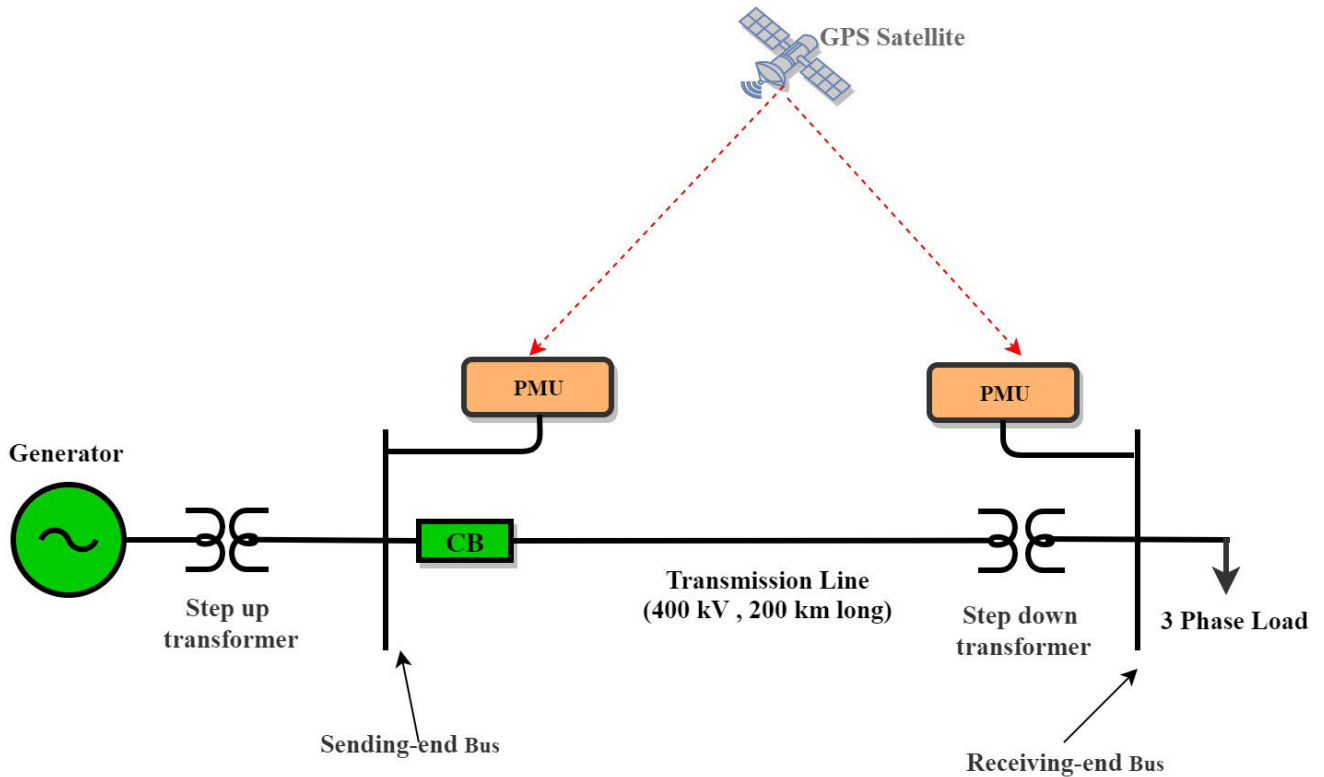 GPS Satellite
PMU
PMU
Generator
CB
Transmission Line
(400 kV , 200 km long)
Step up
transformer
Step down
transformer
3 Phase Load
Sending-end Bus
Receiving-end Bus